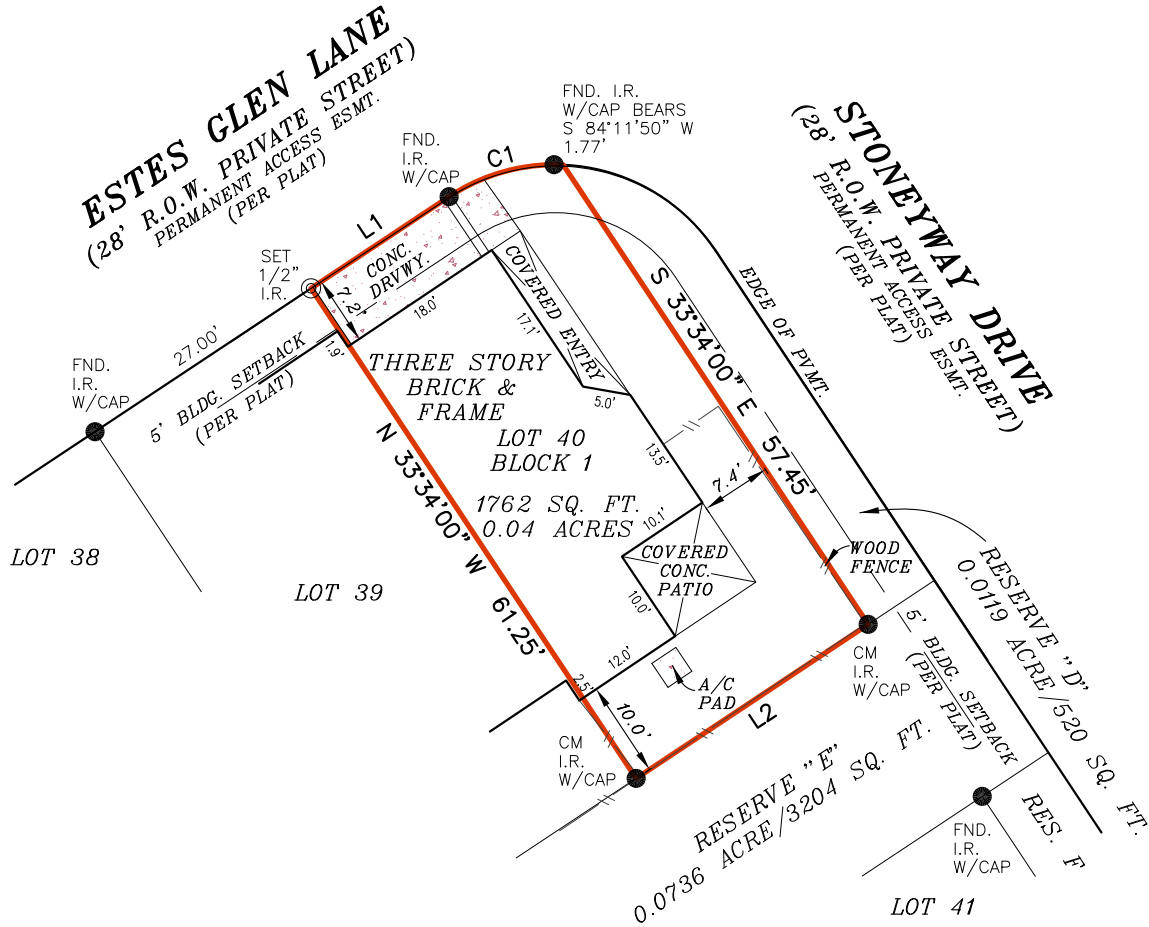 ESTES GLEN LANE
(28' R.O.W. PRIVATE STREET)
PERMANENT ACCESS ESMT.
(PER PLAT)
FND. I.R.
W/CAP BEARS
S 84°11'50" W
1.77'
STONEYWAY DRIVE
(28' R.O.W. PRIVATE STREET)
PERMANENT ACCESS ESMT.
(PER PLAT)
FND.
I.R.
W/CAP
C1
L1
SET
1/2"
I.R.
CONC.
DRVWY.
7.2'
18.0'
COVERED ENTRY
17.1'
5.0'
S 33°34'00" E 57.45'
EDGE OF PVMT.
27.00'
FND.
I.R.
W/CAP
5' BLDG. SETBACK
(PER PLAT)
1.9'
THREE STORY
BRICK &
FRAME
LOT 40
BLOCK 1
1762 SQ. FT.
0.04 ACRES
13.5'
7.4'
10.1'
COVERED
CONC.
PATIO
10.0'
12.0'
N 33°34'00" W 61.25'
LOT 38
LOT 39
WOOD
FENCE
RESERVE "D"
0.0119 ACRE/520 SQ. FT.
5' BLDG. SETBACK
(PER PLAT)
CM
I.R.
W/CAP
A/C
PAD
2.5'
10.0'
L2
CM
I.R.
W/CAP
RESERVE "E"
0.0736 ACRE/3204 SQ. FT.
RES. F
FND.
I.R.
W/CAP
LOT 41